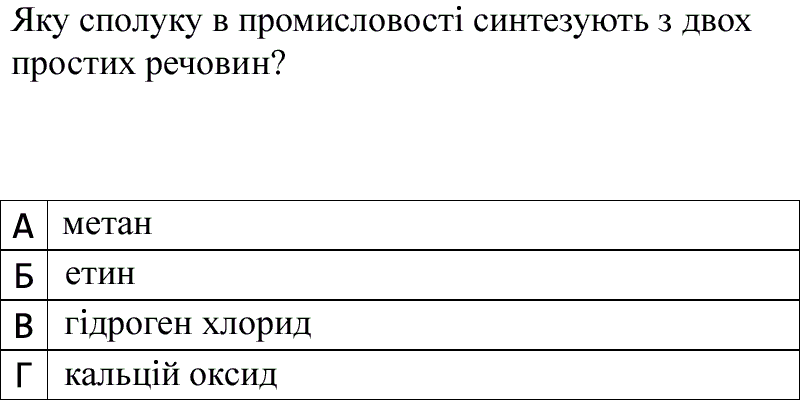 Яку сполуку в промисловості синтезують з двох
простих речовин?
А метан
Б етин
В гідроген хлорид
Г кальцій оксид